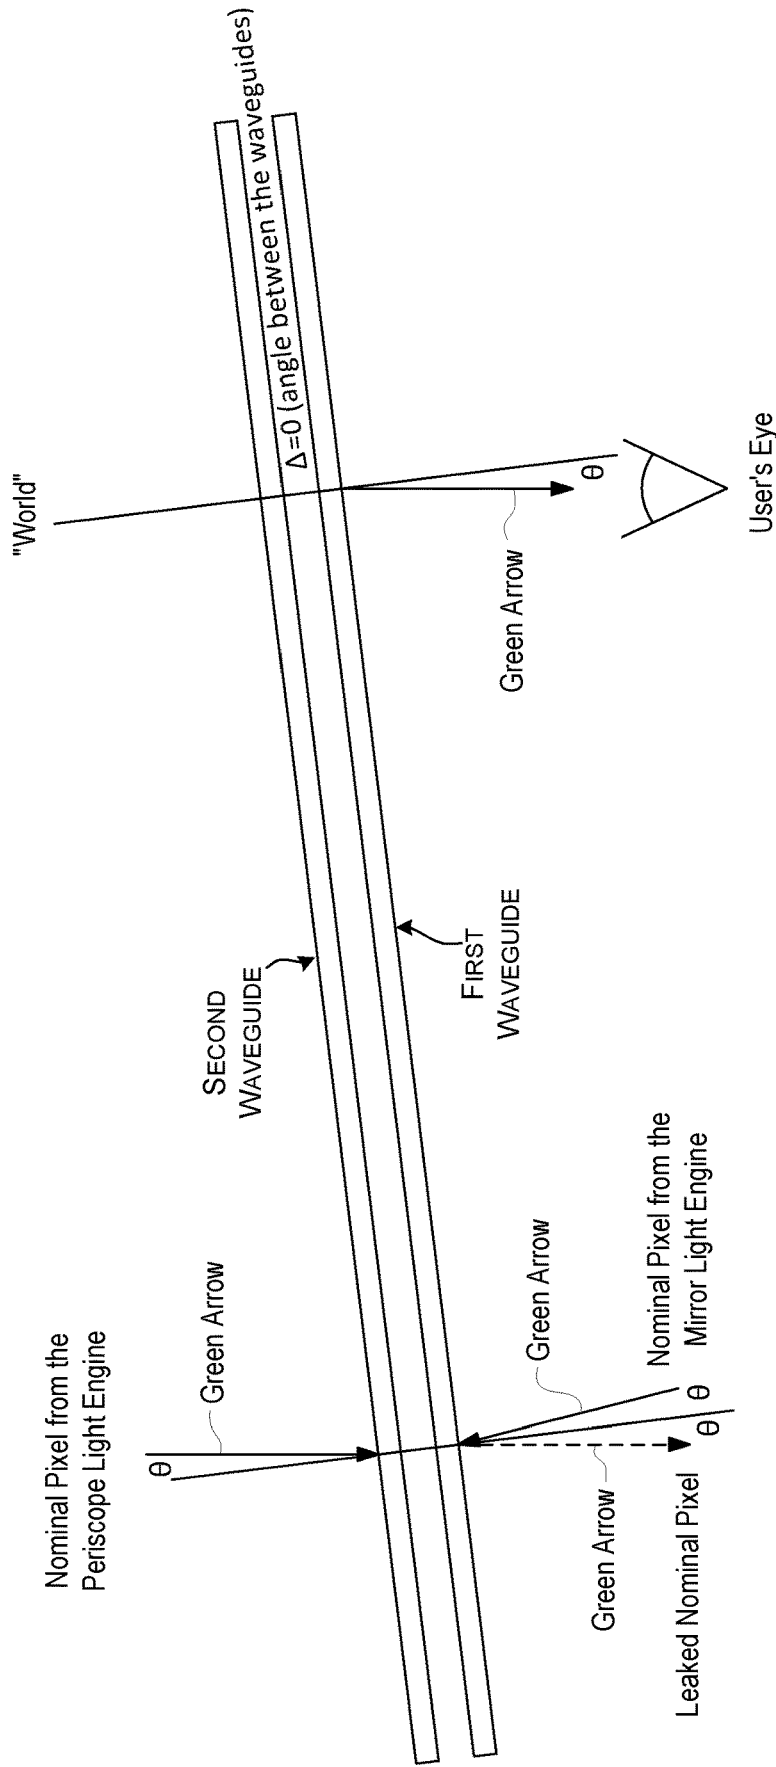 "World"
Δ=0 (angle between the waveguides)
θ
Green Arrow
User's Eye
SECOND
WAVEGUIDE
FIRST
WAVEGUIDE
Nominal Pixel from the
Periscope Light Engine
Green Arrow
θ
Nominal Pixel from the
Mirror Light Engine
Green Arrow
θ
θ
Green Arrow
Leaked Nominal Pixel